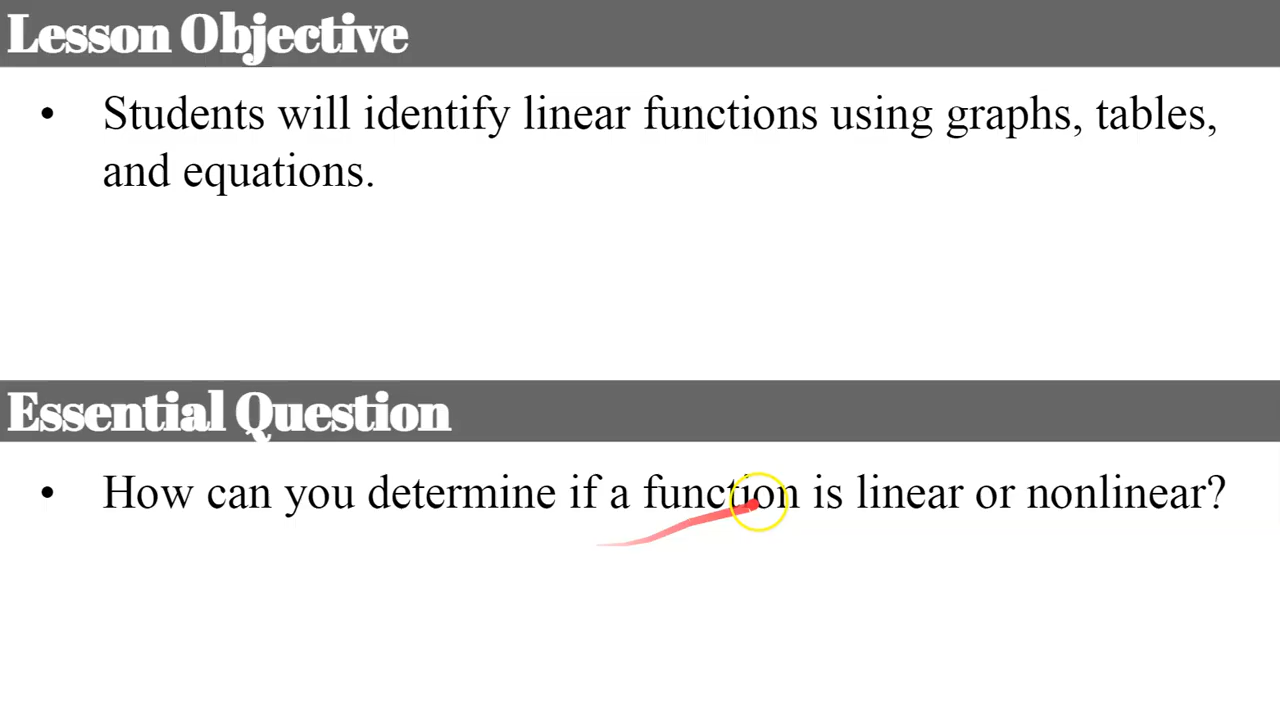 Lesson Objective
• Students will identify linear functions using graphs, tables,
and equations.
Essential Question
• How can you determine if a function is linear or nonlinear?